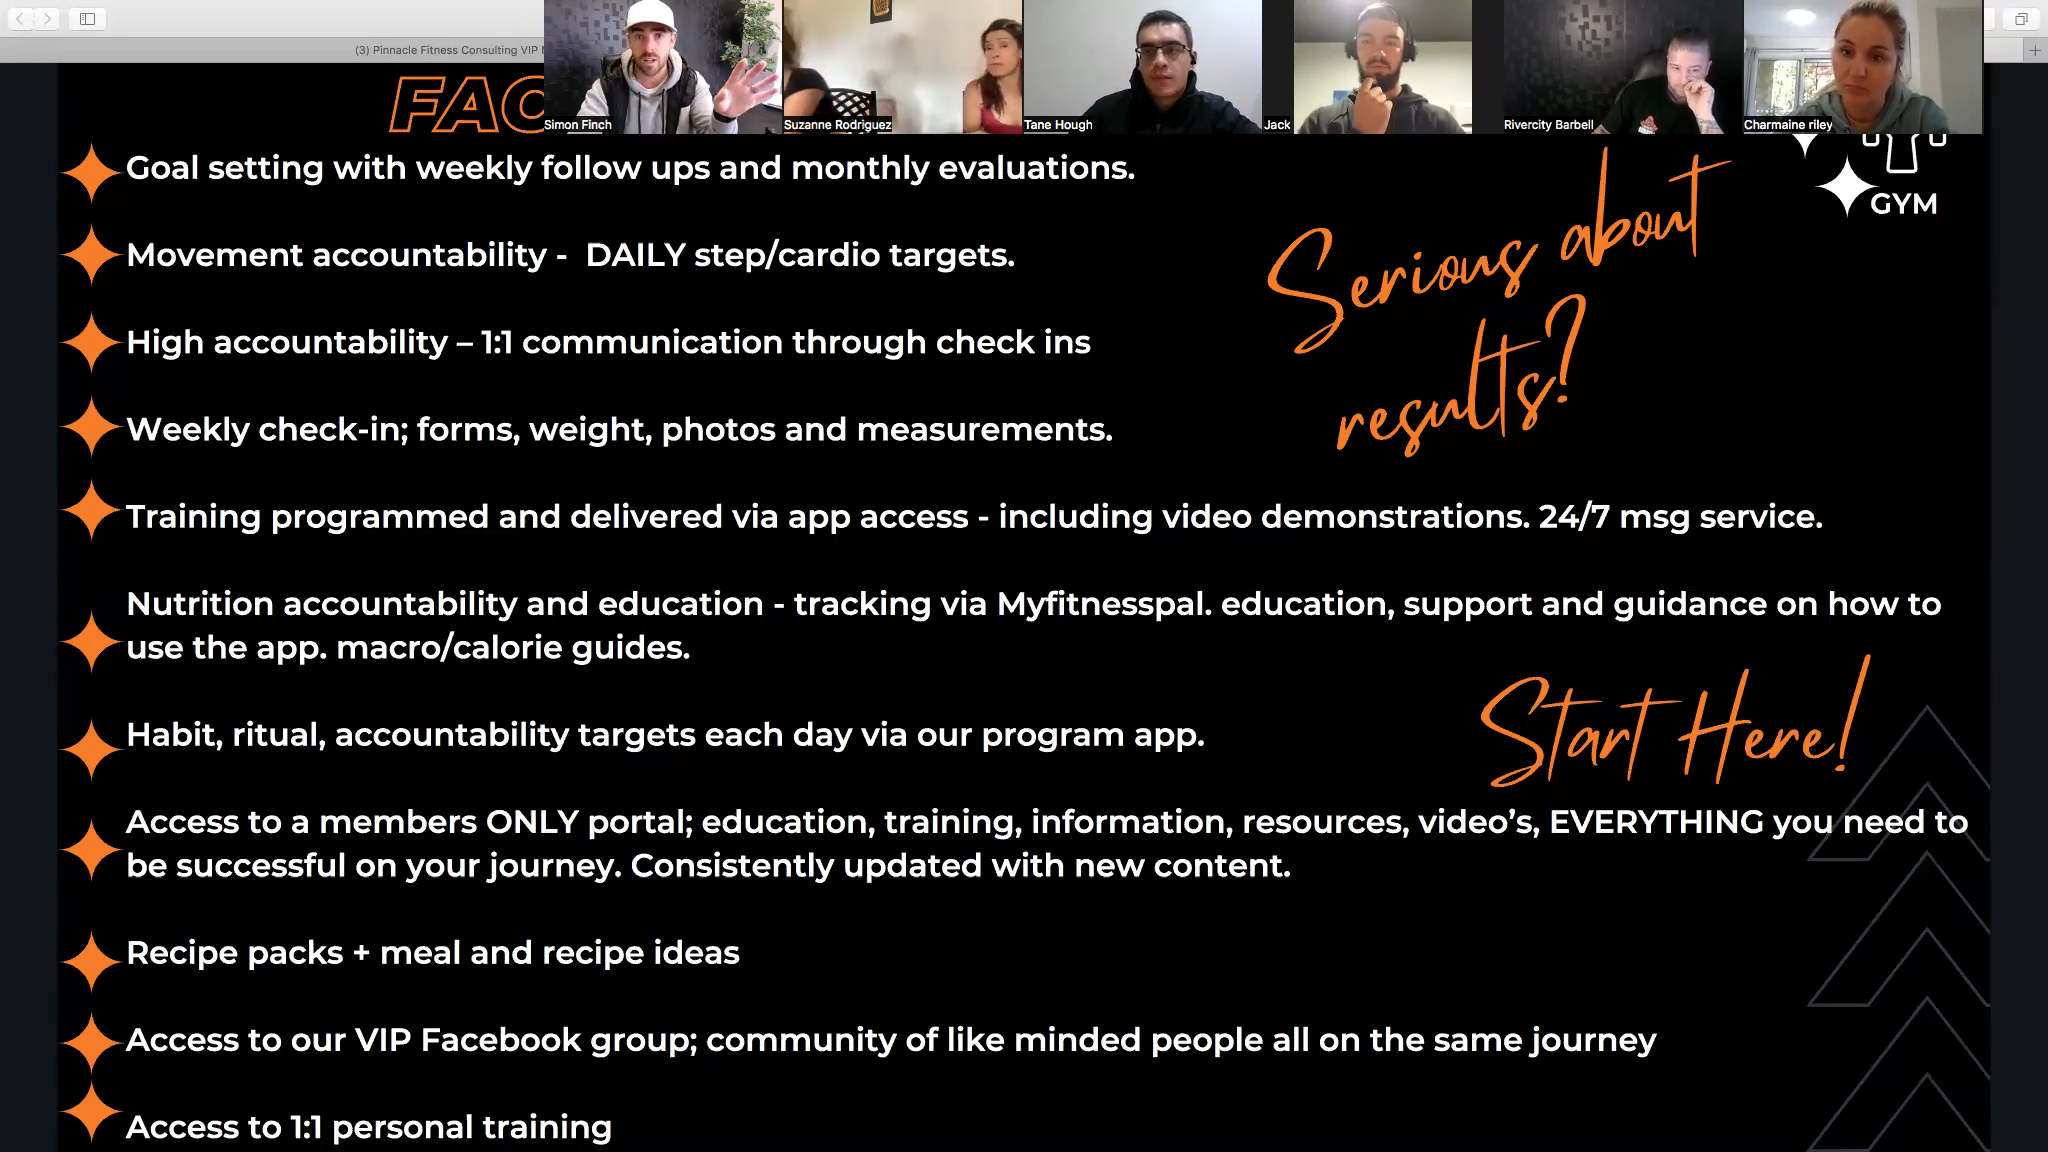 (3) Pinnacle Fitness Consulting VIP
Simon Finch
Suzanne Rodriguez
Tane Hough
Jack
Rivercity Barbell
Charmaine riley
GYM
Goal setting with weekly follow ups and monthly evaluations.
Serious about
results?
Movement accountability -  DAILY step/cardio targets.
High accountability – 1:1 communication through check ins
Weekly check-in; forms, weight, photos and measurements.
Training programmed and delivered via app access - including video demonstrations. 24/7 msg service.
Nutrition accountability and education - tracking via Myfitnesspal. education, support and guidance on how to
use the app. macro/calorie guides.
Start Here!
Habit, ritual, accountability targets each day via our program app.
Access to a members ONLY portal; education, training, information, resources, video’s, EVERYTHING you need to
be successful on your journey. Consistently updated with new content.
Recipe packs + meal and recipe ideas
Access to our VIP Facebook group; community of like minded people all on the same journey
Access to 1:1 personal training